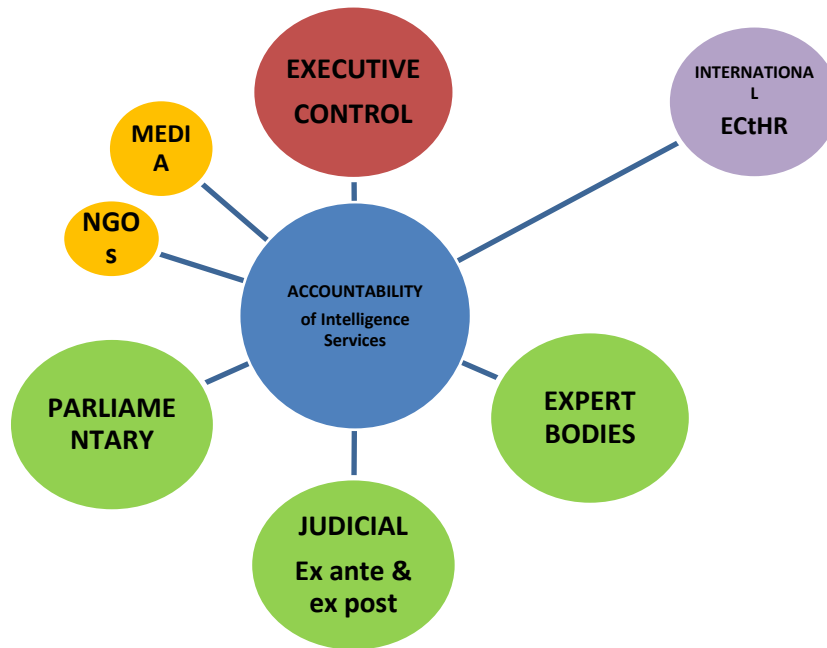 EXECUTIVE
CONTROL
INTERNATIONA
L
ECtHR
MEDI
A
NGO
s
ACCOUNTABILITY
of Intelligence
Services
PARLIAME
NTARY
EXPERT
BODIES
JUDICIAL
Ex ante &
ex post